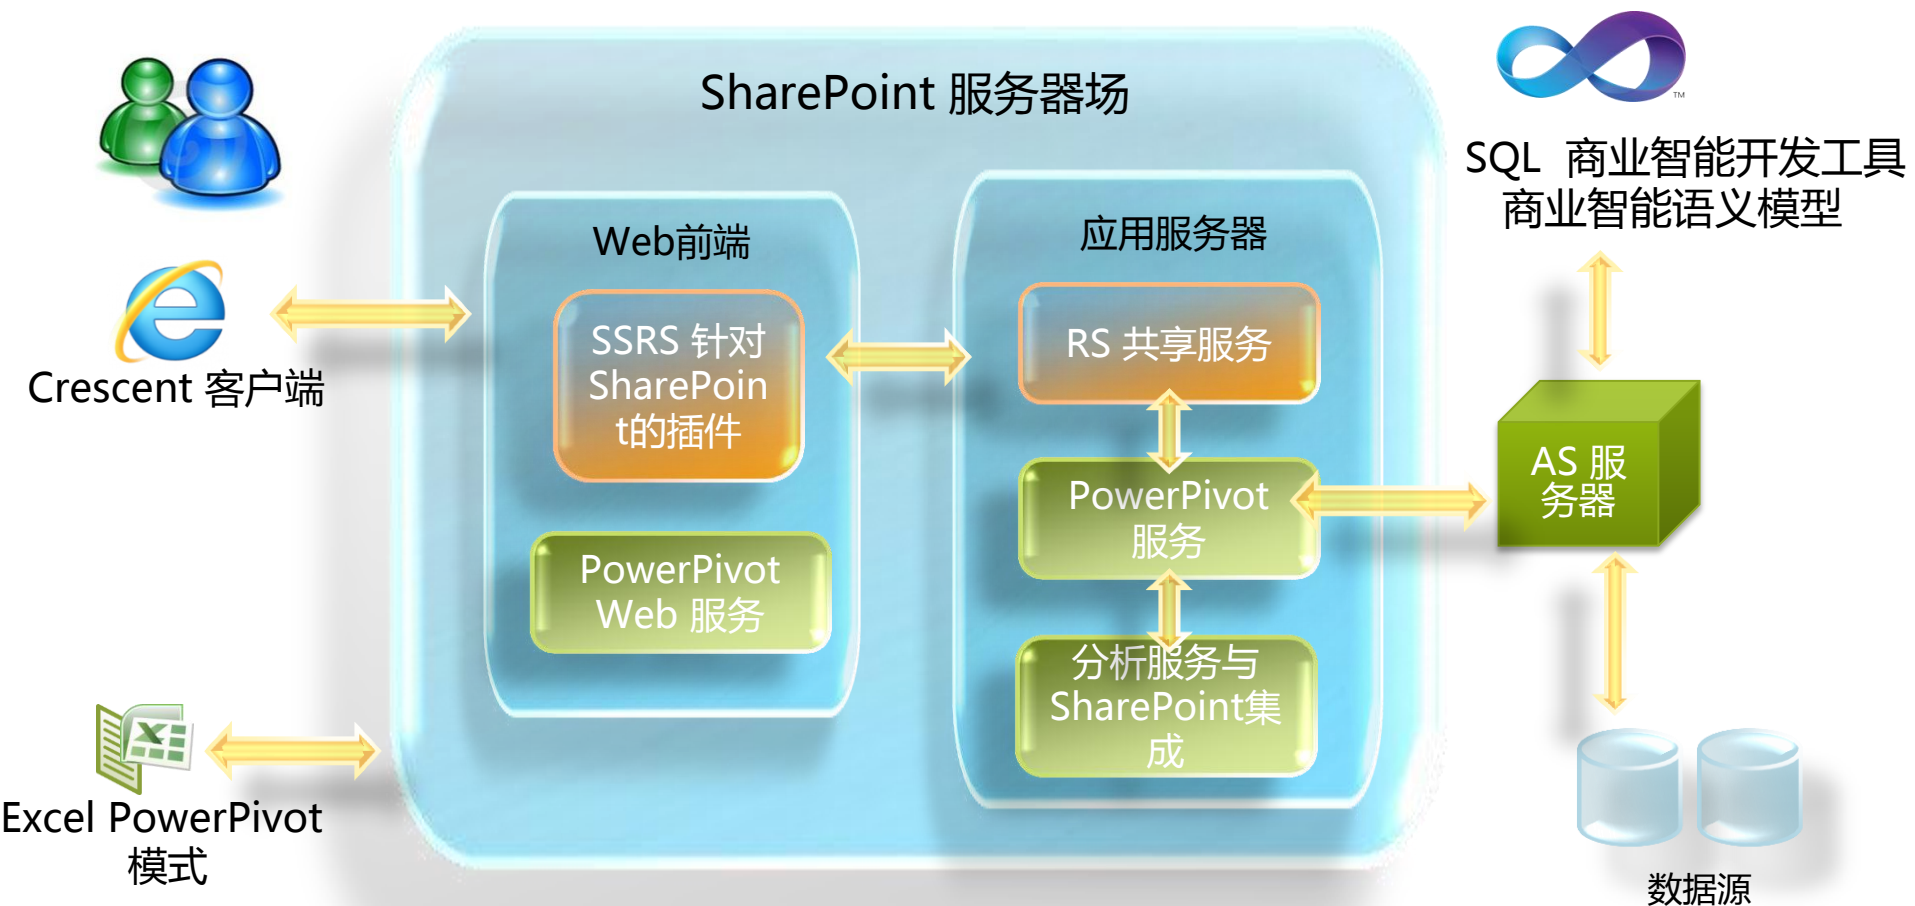 SharePoint 服务器场
SQL 商业智能开发工具
商业智能语义模型
Web前端
应用服务器
SSRS 针对
SharePoin
t的插件
RS 共享服务
Crescent 客户端
PowerPivot
服务
AS 服
务器
PowerPivot
Web 服务
分析服务与
SharePoint集
成
Excel PowerPivot
模式
数据源
TM